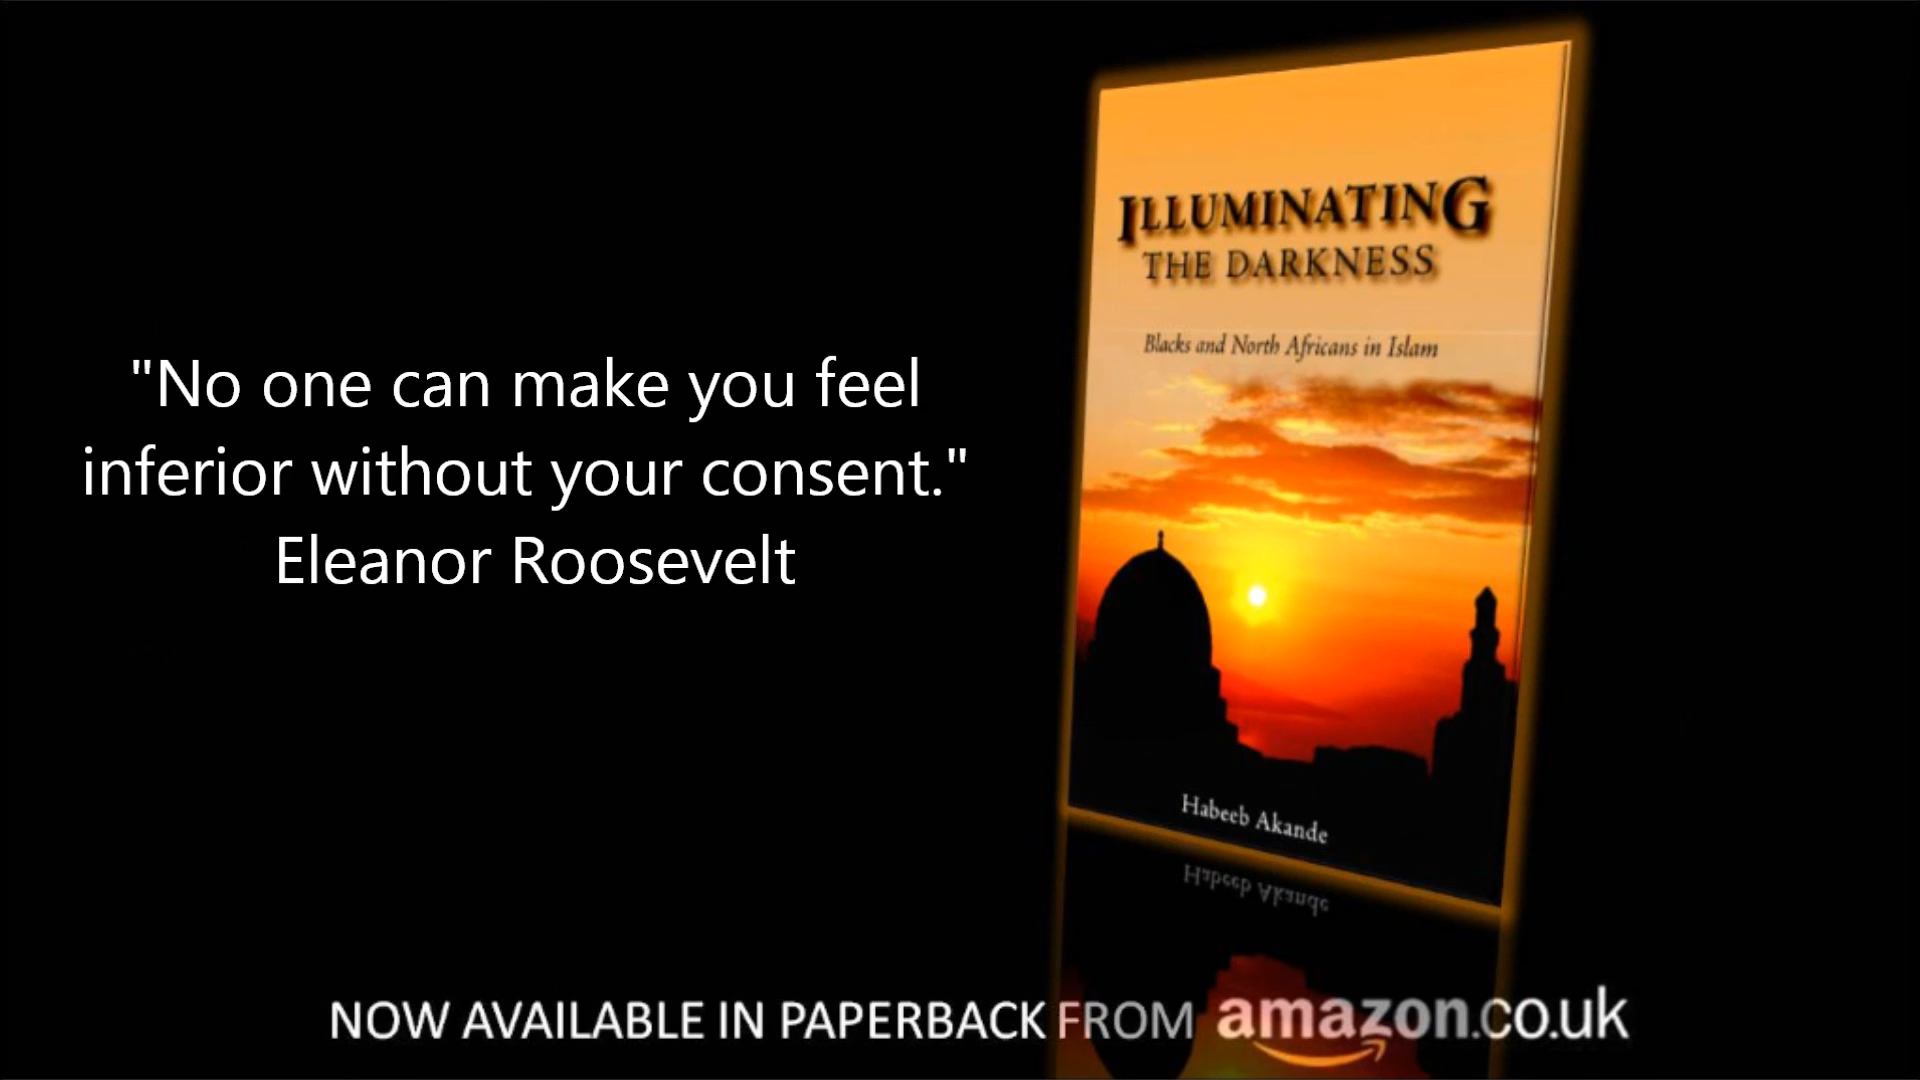 "No one can make you feel
inferior without your consent."
Eleanor Roosevelt
ILLUMINATING
THE DARKNESS
Blacks and North Africans in Islam
Habeeb Akande
Habeeb Akande
NOW AVAILABLE IN PAPERBACK FROM amazon.co.uk